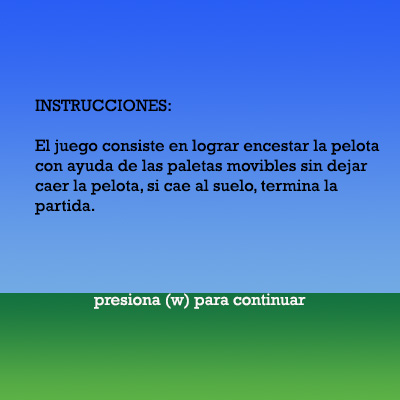 INSTRUCCIONES:
El juego consiste en lograr encestar la pelota
con ayuda de las paletas movibles sin dejar
caer la pelota, si cae al suelo, termina la
partida.
presiona (w) para continuar